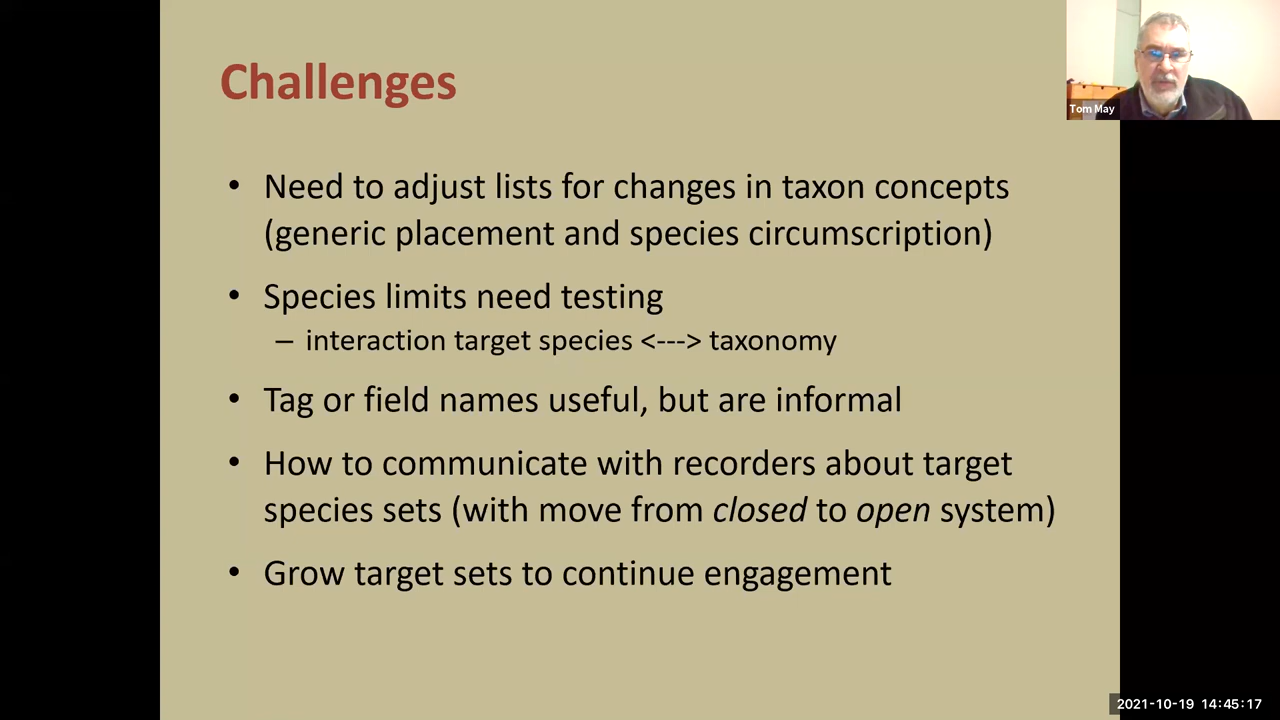 Challenges
Tom May
• Need to adjust lists for changes in taxon concepts
(generic placement and species circumscription)
• Species limits need testing
– interaction target species <---> taxonomy
• Tag or field names useful, but are informal
• How to communicate with recorders about target
species sets (with move from closed to open system)
• Grow target sets to continue engagement
2021-10-19 14:45:17